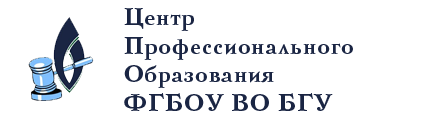 Центр
Профессионального
Образования
ФГБОУ ВО БГУ